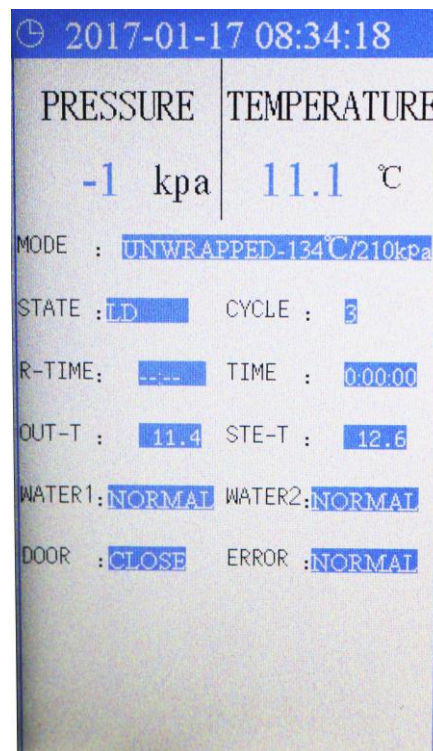 2017-01-17 08:34:18
PRESSURE TEMPERATURE
-1 kpa 11.1 ℃
MODE : UNWRAPPED-134℃/210kpa
STATE :LD CYCLE : 3
R-TIME: --:-- TIME : 0:00:00
OUT-T : 11.4 STE-T : 12.6
WATER1:NORMAL WATER2:NORMAL
DOOR :CLOSE ERROR :NORMAL